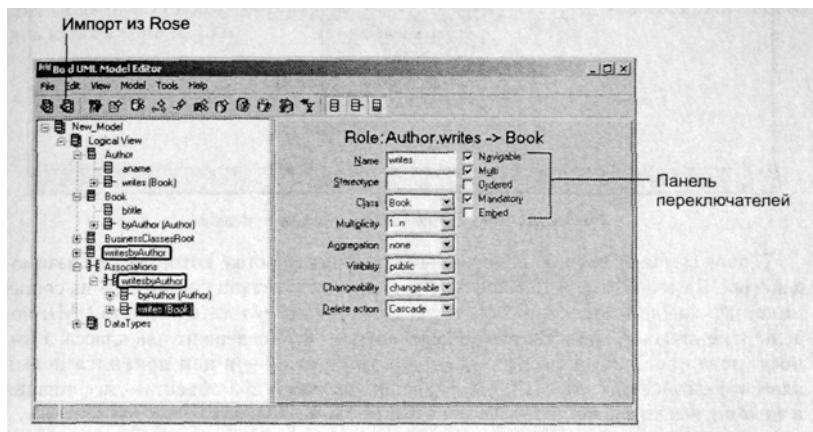 Импорт из Rose
Bold UML Model Editor
File Edit View Model Tools Help
New_Model
Logical View
Author
aname
writes (Book)
Book
btitle
byAuthor (Author)
BusinessClassesRoot
writesbyAuthor
Associations
writesbyAuthor
byAuthor (Author)
writes (Book)
DataTypes
Role:Author.writes -> Book
Name writes
Stereotype
Class Book
Multiplicity 1..n
Aggregation none
Visibility public
Changeability changeable
Delete action Cascade
Navigable
Multi
Ordered
Mandatory
Embed
Панель
переключателей